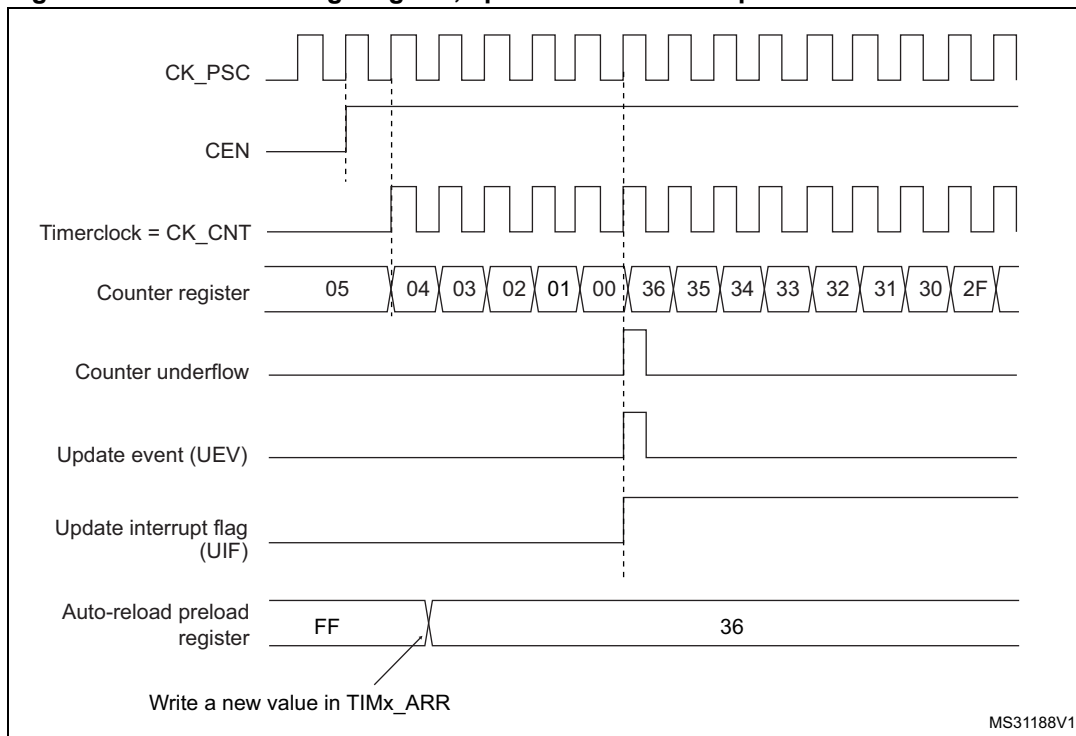 CK_PSC
CEN
Timerclock = CK_CNT
Counter register 05 04 03 02 01 00 36 35 34 33 32 31 30 2F
Counter underflow
Update event (UEV)
Update interrupt flag
(UIF)
Auto-reload preload
register
FF 36
Write a new value in TIMx_ARR
MS31188V1